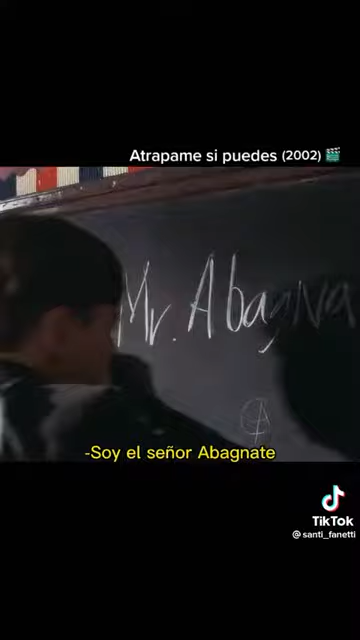 Atrapame si puedes (2002)
Mr. Abagna
-Soy el señor Abagnate
TikTok
@santi_fanetti